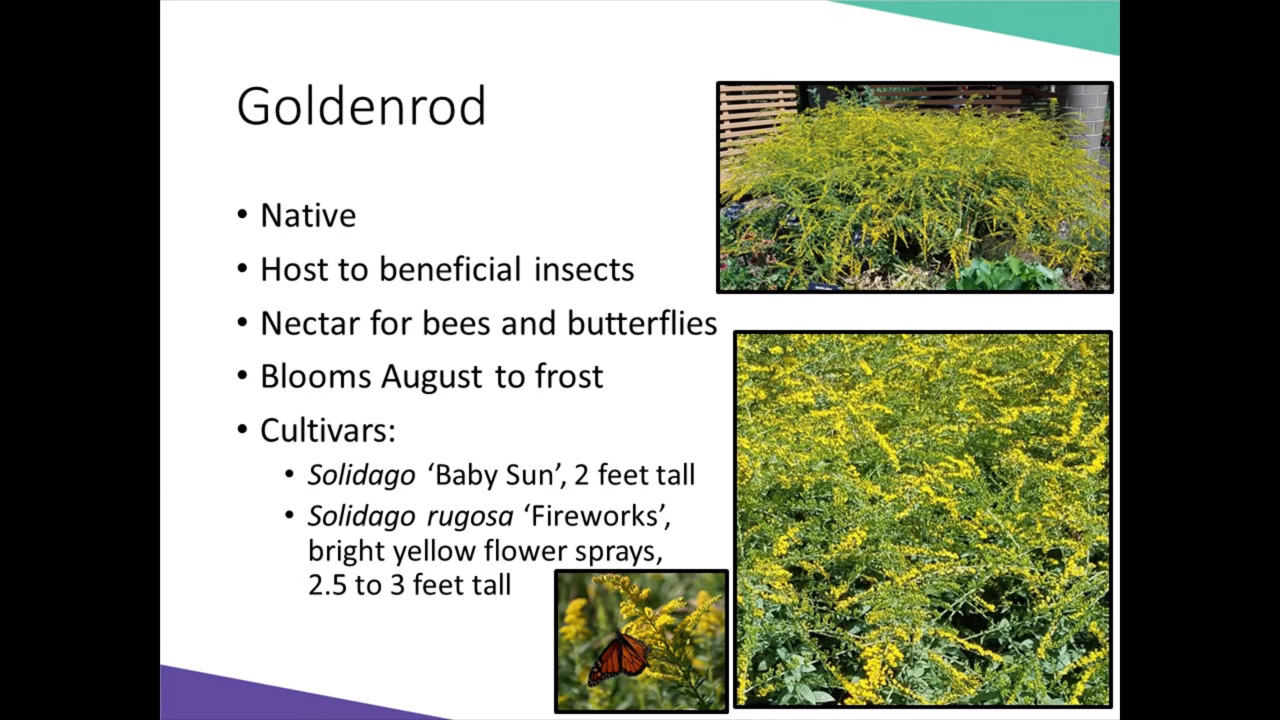 Goldenrod
• Native
• Host to beneficial insects
• Nectar for bees and butterflies
• Blooms August to frost
• Cultivars:
• Solidago ‘Baby Sun’, 2 feet tall
• Solidago rugosa ‘Fireworks’,
bright yellow flower sprays,
2.5 to 3 feet tall